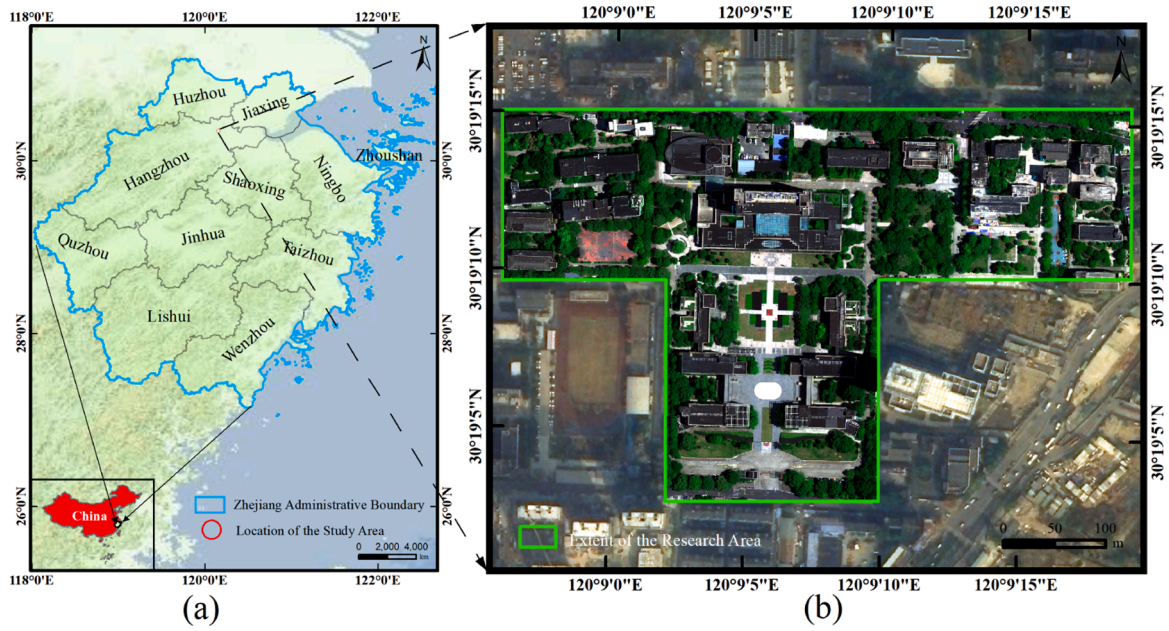 118°0'E 120°0'E 122°0'E
N
Huzhou
Jiaxing
Hangzhou
Zhoushan
Ningbo
Shaoxing
Quzhou
Jinhua
Taizhou
Lishui
Wenzhou
30°0'N
28°0'N
26°0'N
30°0'N
28°0'N
26°0'N
China
Zhejiang Administrative Boundary
Location of the Study Area
0 2,000 4,000
km
118°0'E 120°0'E 122°0'E
(a)
120°9'0"E 120°9'5"E 120°9'10"E 120°9'15"E
N
30°19'15"N
30°19'10"N
30°19'5"N
30°19'15"N
30°19'10"N
30°19'5"N
Extent of the Research Area
0 50 100
m
120°9'0"E 120°9'5"E 120°9'10"E 120°9'15"E
(b)